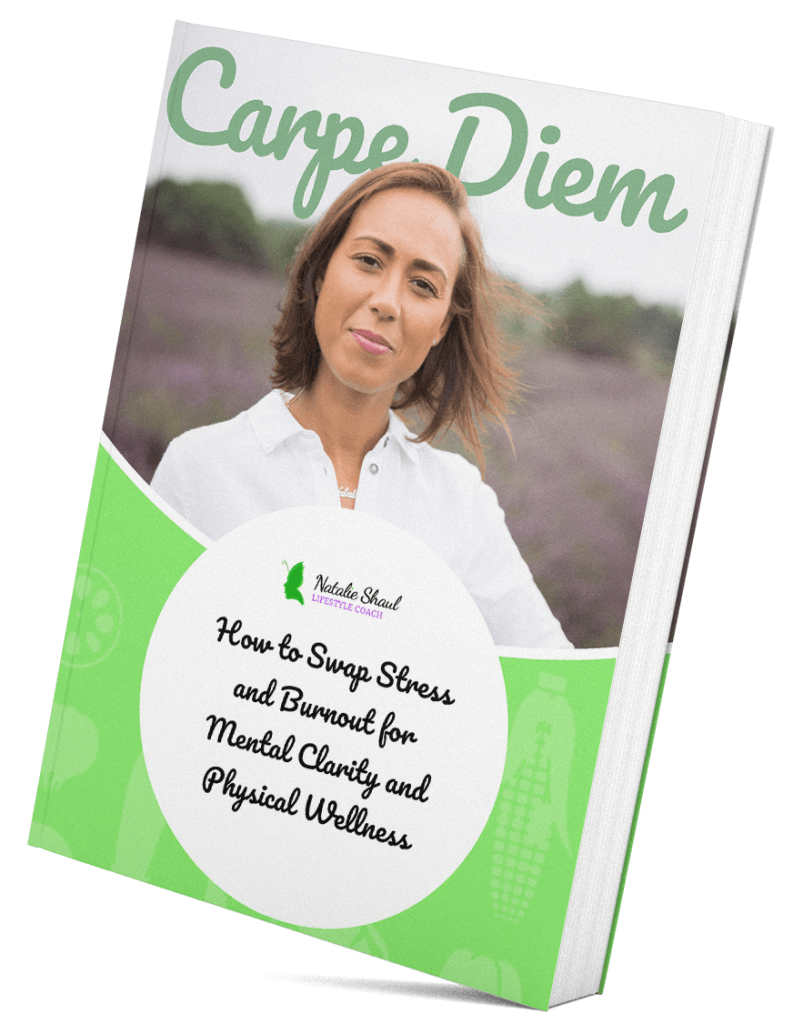 Carpe Diem
Natalie Shaul
LIFESTYLE COACH
How to Swap Stress
and Burnout for
Mental Clarity and
Physical Wellness